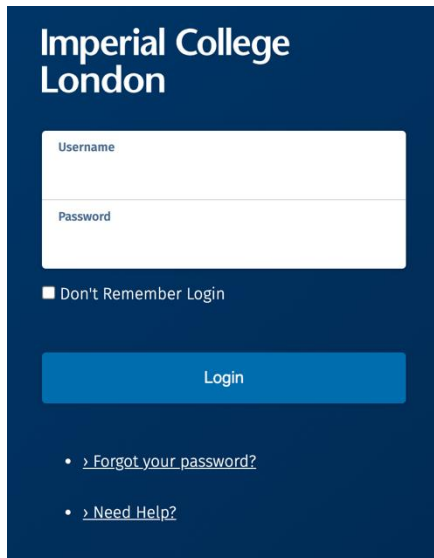 Imperial College
London
Username
Password
Don't Remember Login
Login
› Forgot your password?
› Need Help?